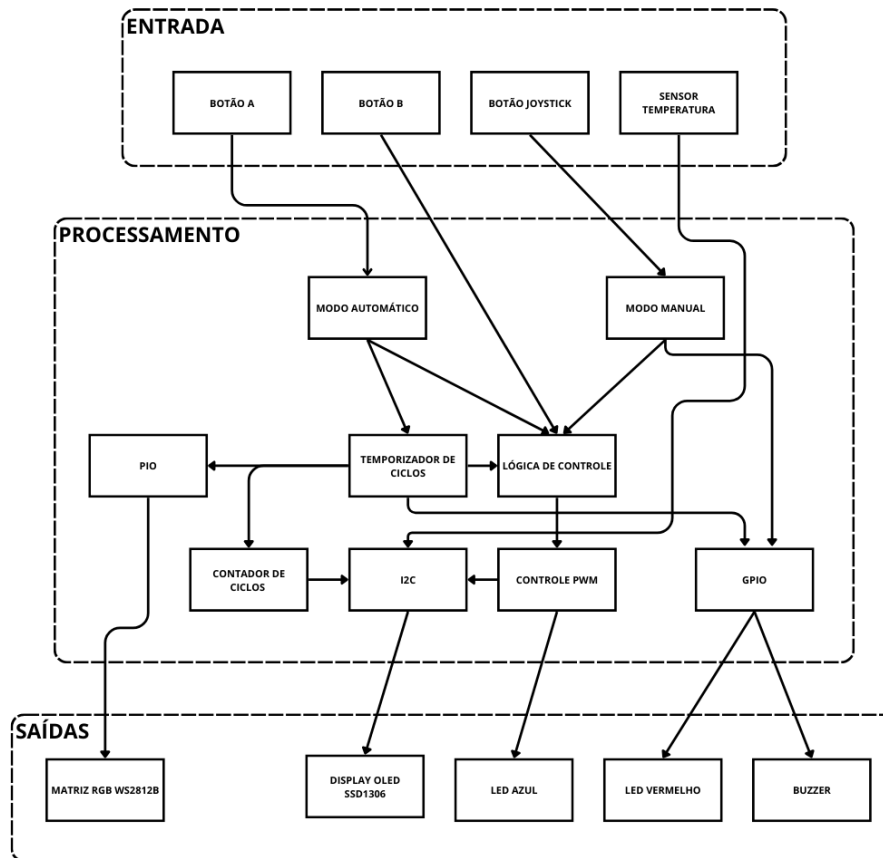 ENTRADA
BOTÃO A
BOTÃO B
BOTÃO JOYSTICK
SENSOR
TEMPERATURA
PROCESSAMENTO
MODO AUTOMÁTICO
MODO MANUAL
PIO
TEMPORIZADOR DE
CICLOS
LÓGICA DE CONTROLE
CONTADOR DE
CICLOS
I2C
CONTROLE PWM
GPIO
SAÍDAS
MATRIZ RGB WS2812B
DISPLAY OLED
SSD1306
LED AZUL
LED VERMELHO
BUZZER